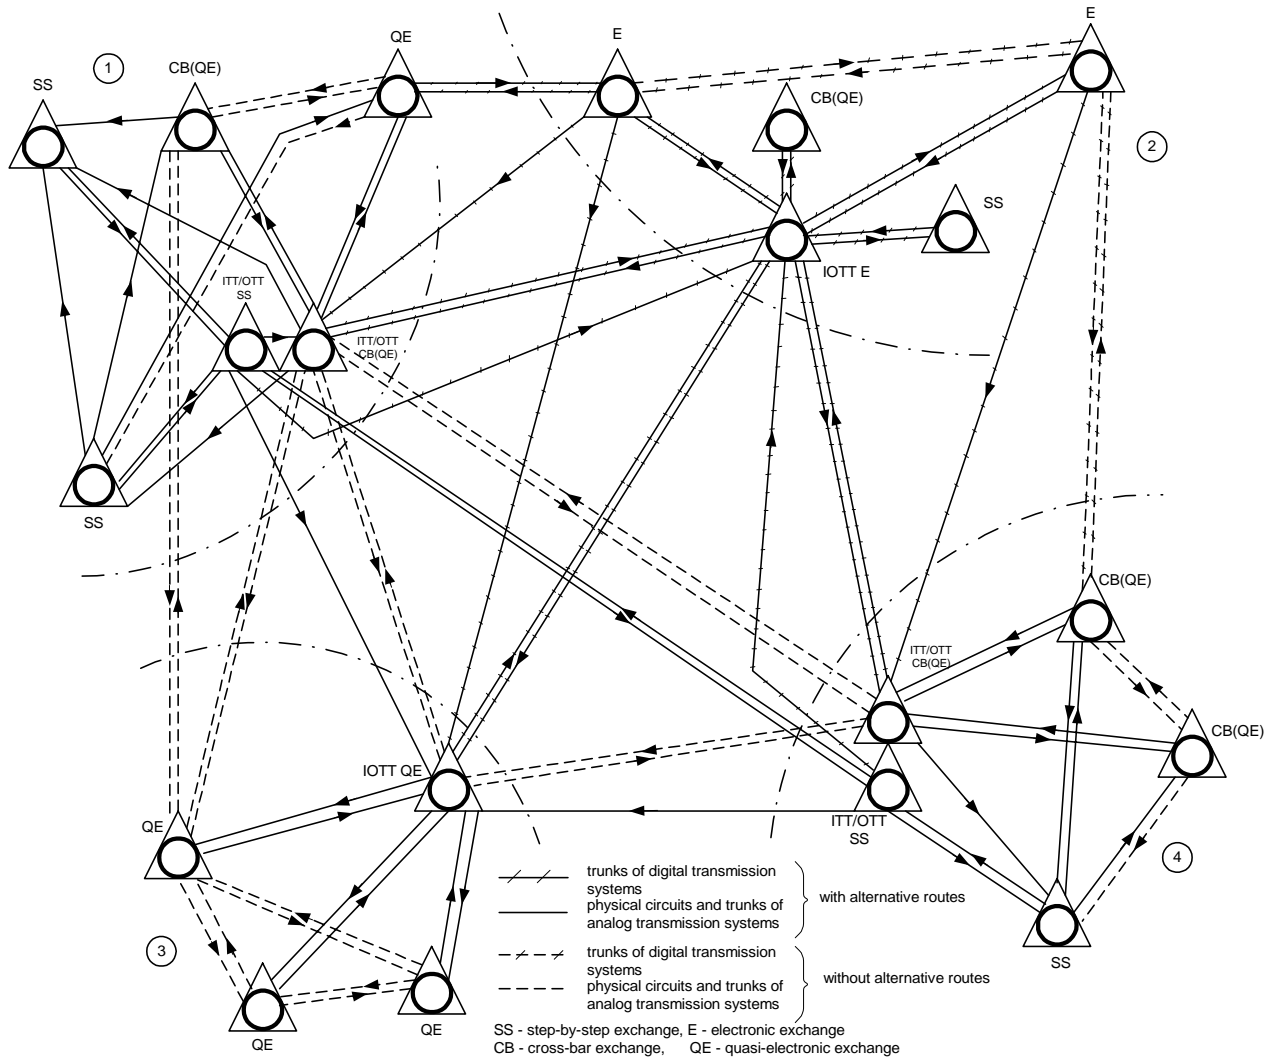 E
QE
E
1
CB(QE)
SS
CB(QE)
2
SS
IOTT E
ITT/OTT
SS
ITT/OTT
CB(QE)
SS
CB(QE)
ITT/OTT
CB(QE)
CB(QE)
IOTT QE
QE
ITT/OTT
SS
4
trunks of digital transmission
systems
physical circuits and trunks of
analog transmission systems
with alternative routes
3
SS
trunks of digital transmission
systems
physical circuits and trunks of
analog transmission systems
without alternative routes
QE
QE
SS - step-by-step exchange, E - electronic exchange
CB - cross-bar exchange, QE - quasi-electronic exchange